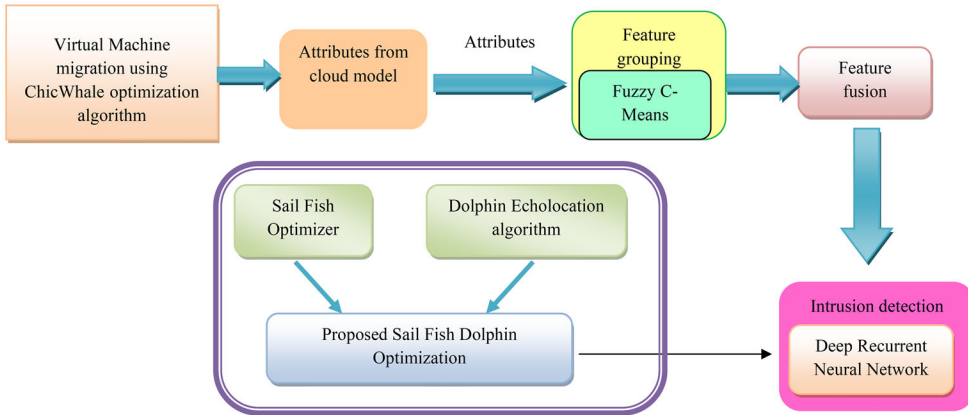 Virtual Machine
migration using
ChicWhale optimization
algorithm
Attributes from
cloud model
Attributes
Feature
grouping
Fuzzy C-
Means
Feature
fusion
Sail Fish
Optimizer
Dolphin Echolocation
algorithm
Proposed Sail Fish Dolphin
Optimization
Intrusion detection
Deep Recurrent
Neural Network